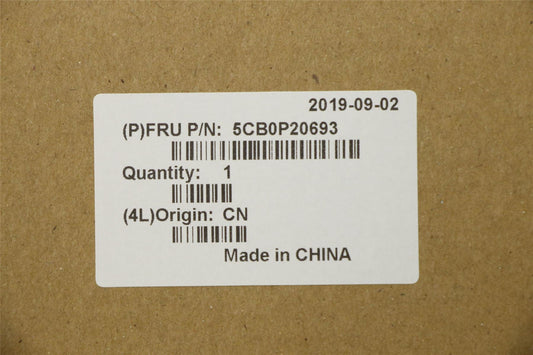 2019-09-02
(P)FRU P/N: 5CB0P20693
Quantity: 1
(4L)Origin: CN
Made in CHINA